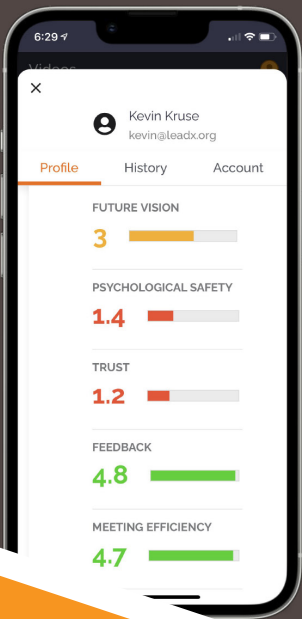 6:29
Videos
Kevin Kruse
kevin@leadx.org
Profile History Account
FUTURE VISION
3
PSYCHOLOGICAL SAFETY
1.4
TRUST
1.2
FEEDBACK
4.8
MEETING EFFICIENCY
4.7